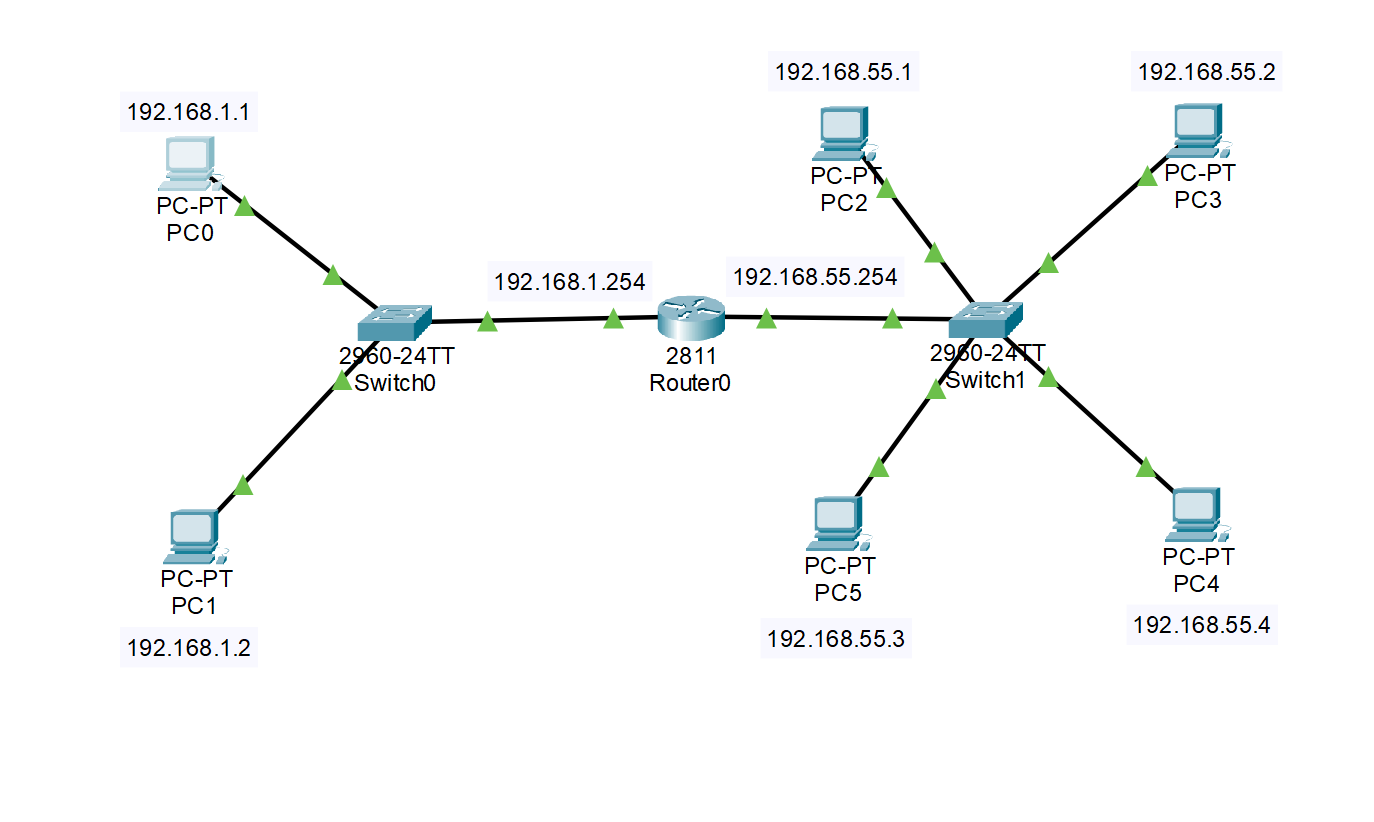 192.168.1.1
PC-PT
PC0
192.168.55.1
PC-PT
PC2
192.168.55.2
PC-PT
PC3
192.168.1.254
192.168.55.254
2960-24TT
Switch0
2811
Router0
2960-24TT
Switch1
PC-PT
PC1
192.168.1.2
PC-PT
PC5
192.168.55.3
PC-PT
PC4
192.168.55.4